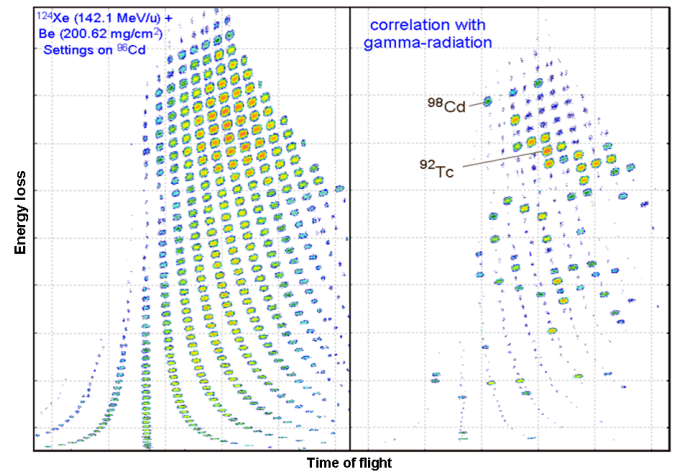 ¹²⁴Xe (142.1 MeV/u) +
Be (200.62 mg/cm²)
Settings on ⁹⁶Cd
correlation with
gamma-radiation
⁹⁸Cd
⁹²Tc
Energy loss
Time of flight